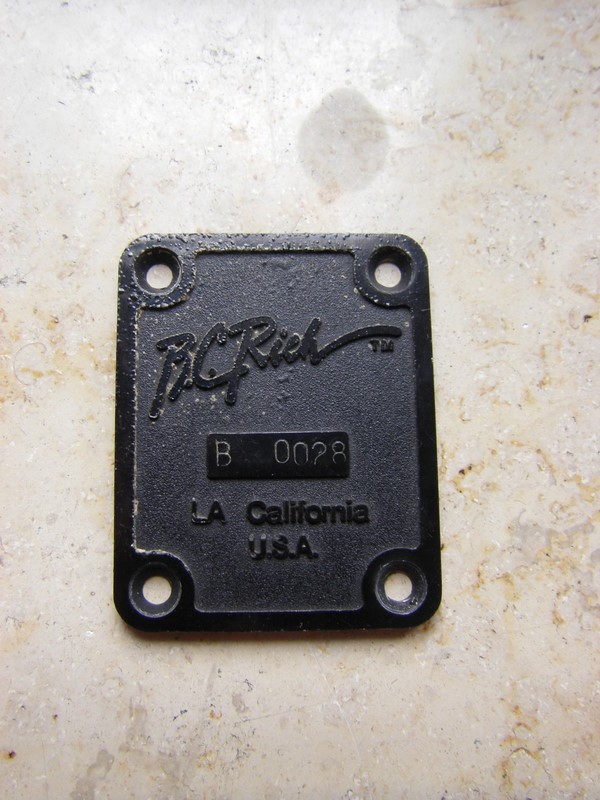 B.C. Rich ™
B 0028
LA California
U.S.A.